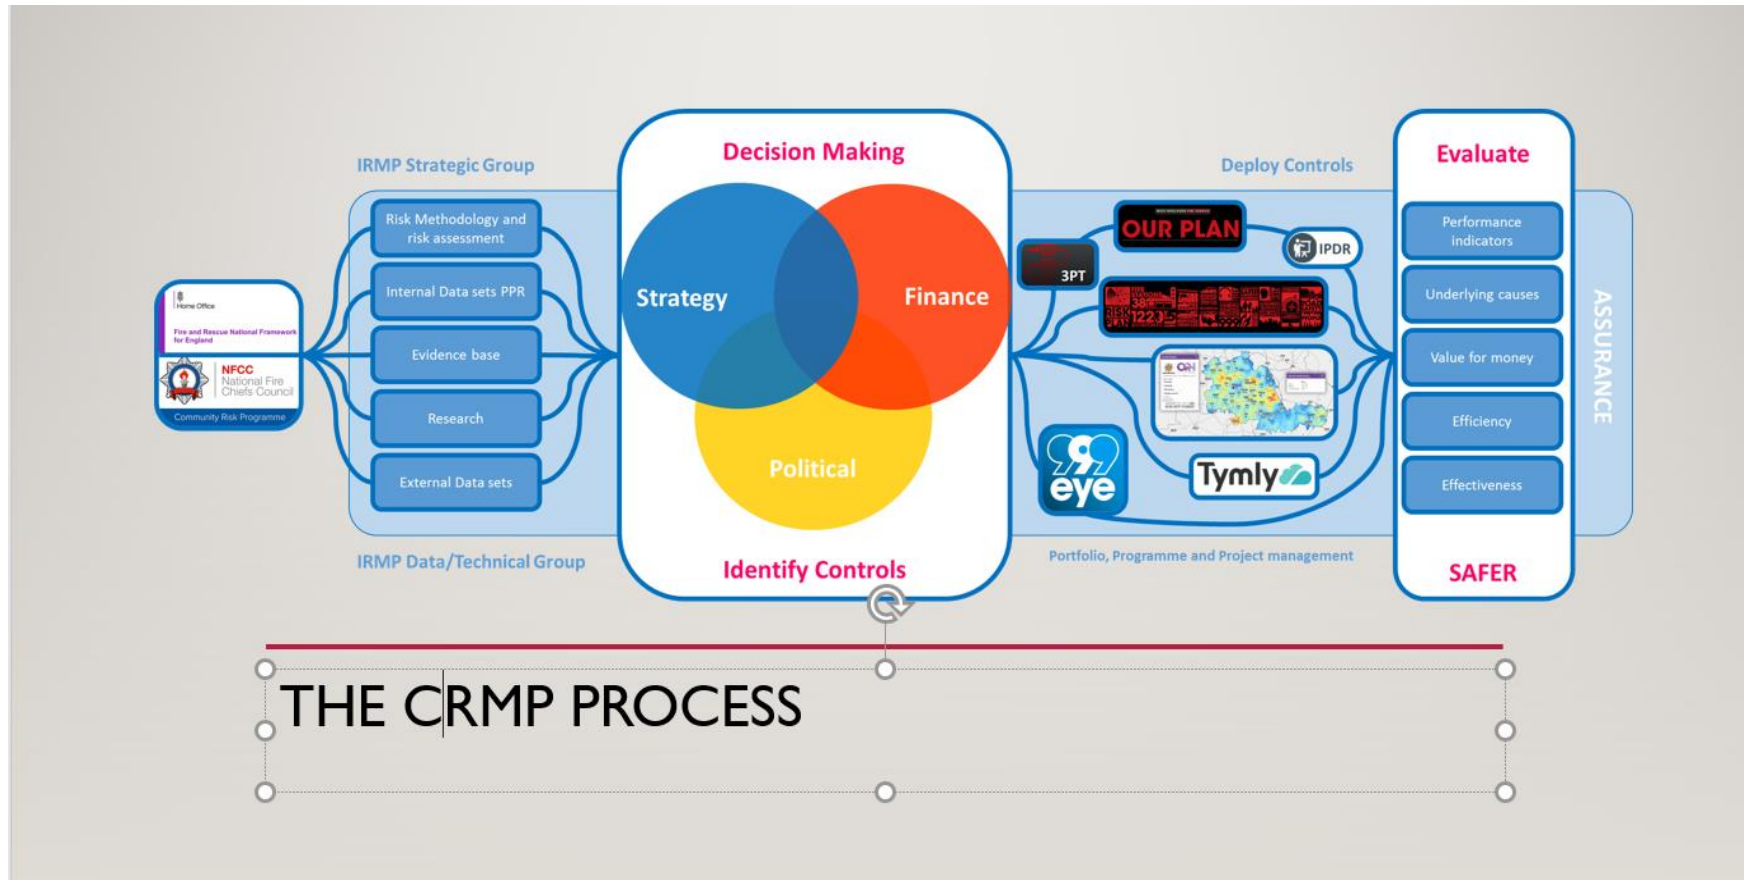 IRMP Strategic Group
Decision Making
Deploy Controls
Evaluate
Home Office
Fire and Rescue National Framework
for England
NFCC
National Fire
Chiefs Council
Community Risk Programme
Risk Methodology and
risk assessment
Internal Data sets PPR
Evidence base
Research
External Data sets
IRMP Data/Technical Group
Strategy
Finance
Political
Identify Controls
OUR PLAN
IPDR
3PT
999
eye
Tymly
Portfolio, Programme and Project management
Performance
indicators
Underlying causes
Value for money
Efficiency
Effectiveness
SAFER
ASSURANCE
THE CRMP PROCESS